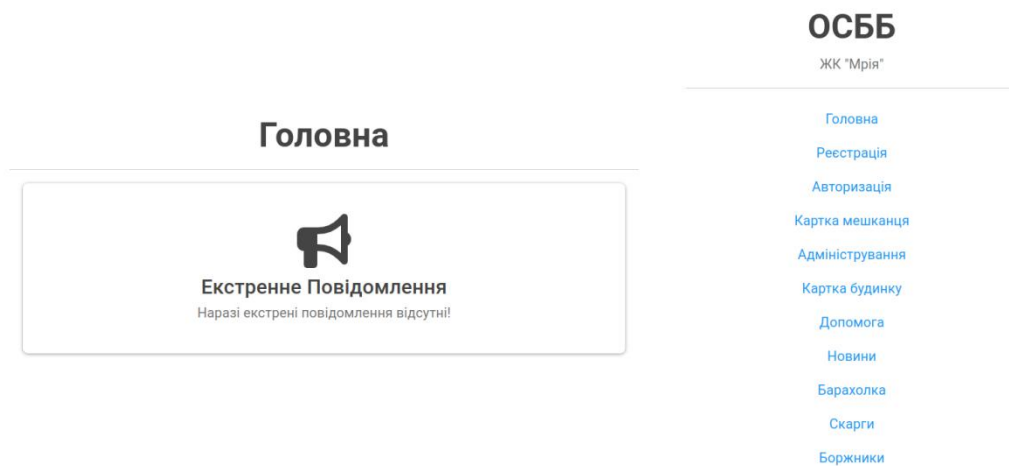 Головна
Екстренне Повідомлення
Наразі екстрені повідомлення відсутні!
ОСББ
ЖК "Мрія"
Головна
Реєстрація
Авторизація
Картка мешканця
Адміністрування
Картка будинку
Допомога
Новини
Барахолка
Скарги
Боржники